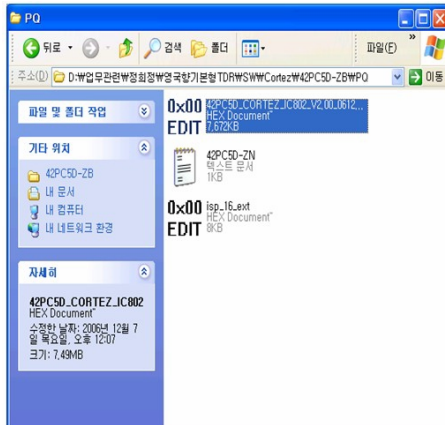 PQ
뒤로
검색
폴더
파일(F)
»
주소(D) D:₩업무관련₩정희정₩영국향기본형TDR₩SW₩Cortez₩42PC5D-ZB₩PQ
이동
파일 및 폴더 작업
기타 위치
42PC5D-ZB
내 문서
내 컴퓨터
내 네트워크 환경
자세히
42PC5D_CORTEZ_IC802
HEX Document"
수정한 날짜: 2006년 12월 7
일 목요일, 오후 12:07
크기: 7,49MB
0x00 EDIT
42PC5D_CORTEZ_IC802_V2,00_0612,,,
HEX Document"
7,672KB
42PC5D-ZN
텍스트 문서
1KB
0x00 EDIT
isp_16_ext
HEX Document"
8KB